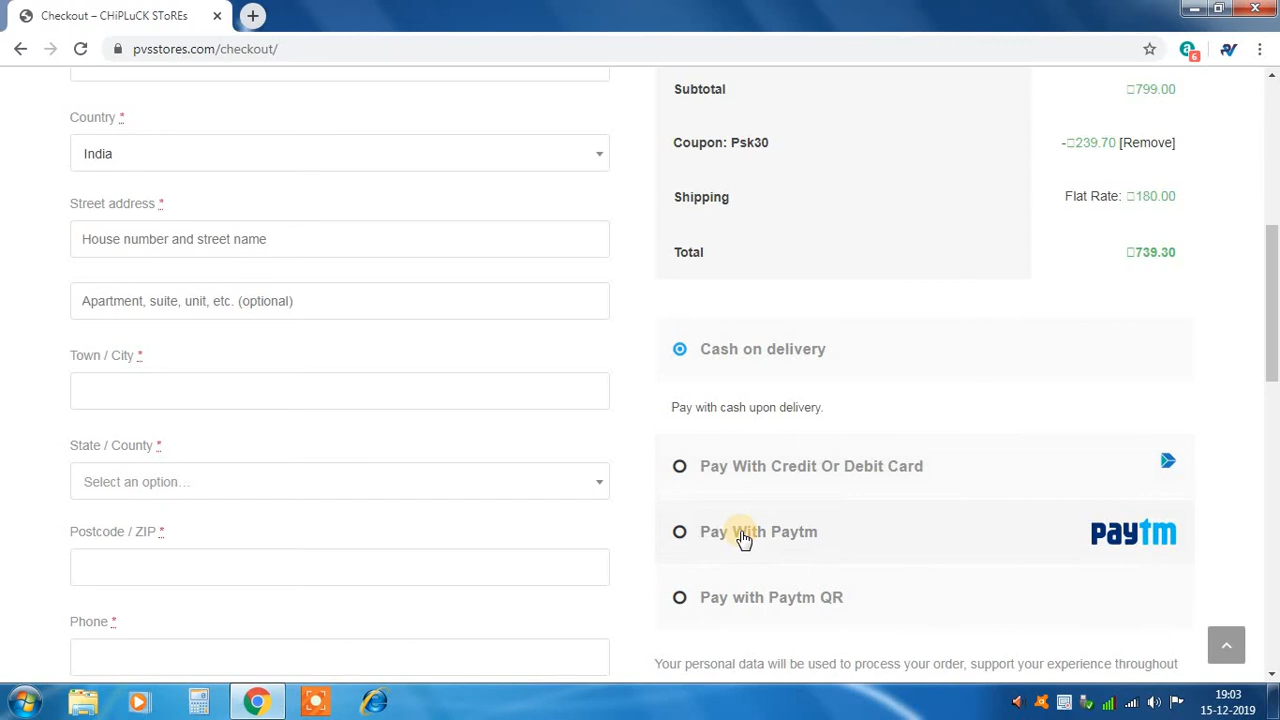 Checkout – CHiPLuCK SToREs
pvsstores.com/checkout/
6
Country *
India
Street address *
House number and street name
Apartment, suite, unit, etc. (optional)
Town / City *
State / County *
Select an option…
Postcode / ZIP *
Phone *
Subtotal 799.00
Coupon: Psk30 -239.70 [Remove]
Shipping Flat Rate: 180.00
Total 739.30
Cash on delivery
Pay with cash upon delivery.
Pay With Credit Or Debit Card
Pay With Paytm paytm
Pay with Paytm QR
Your personal data will be used to process your order, support your experience throughout
19:03
15-12-2019